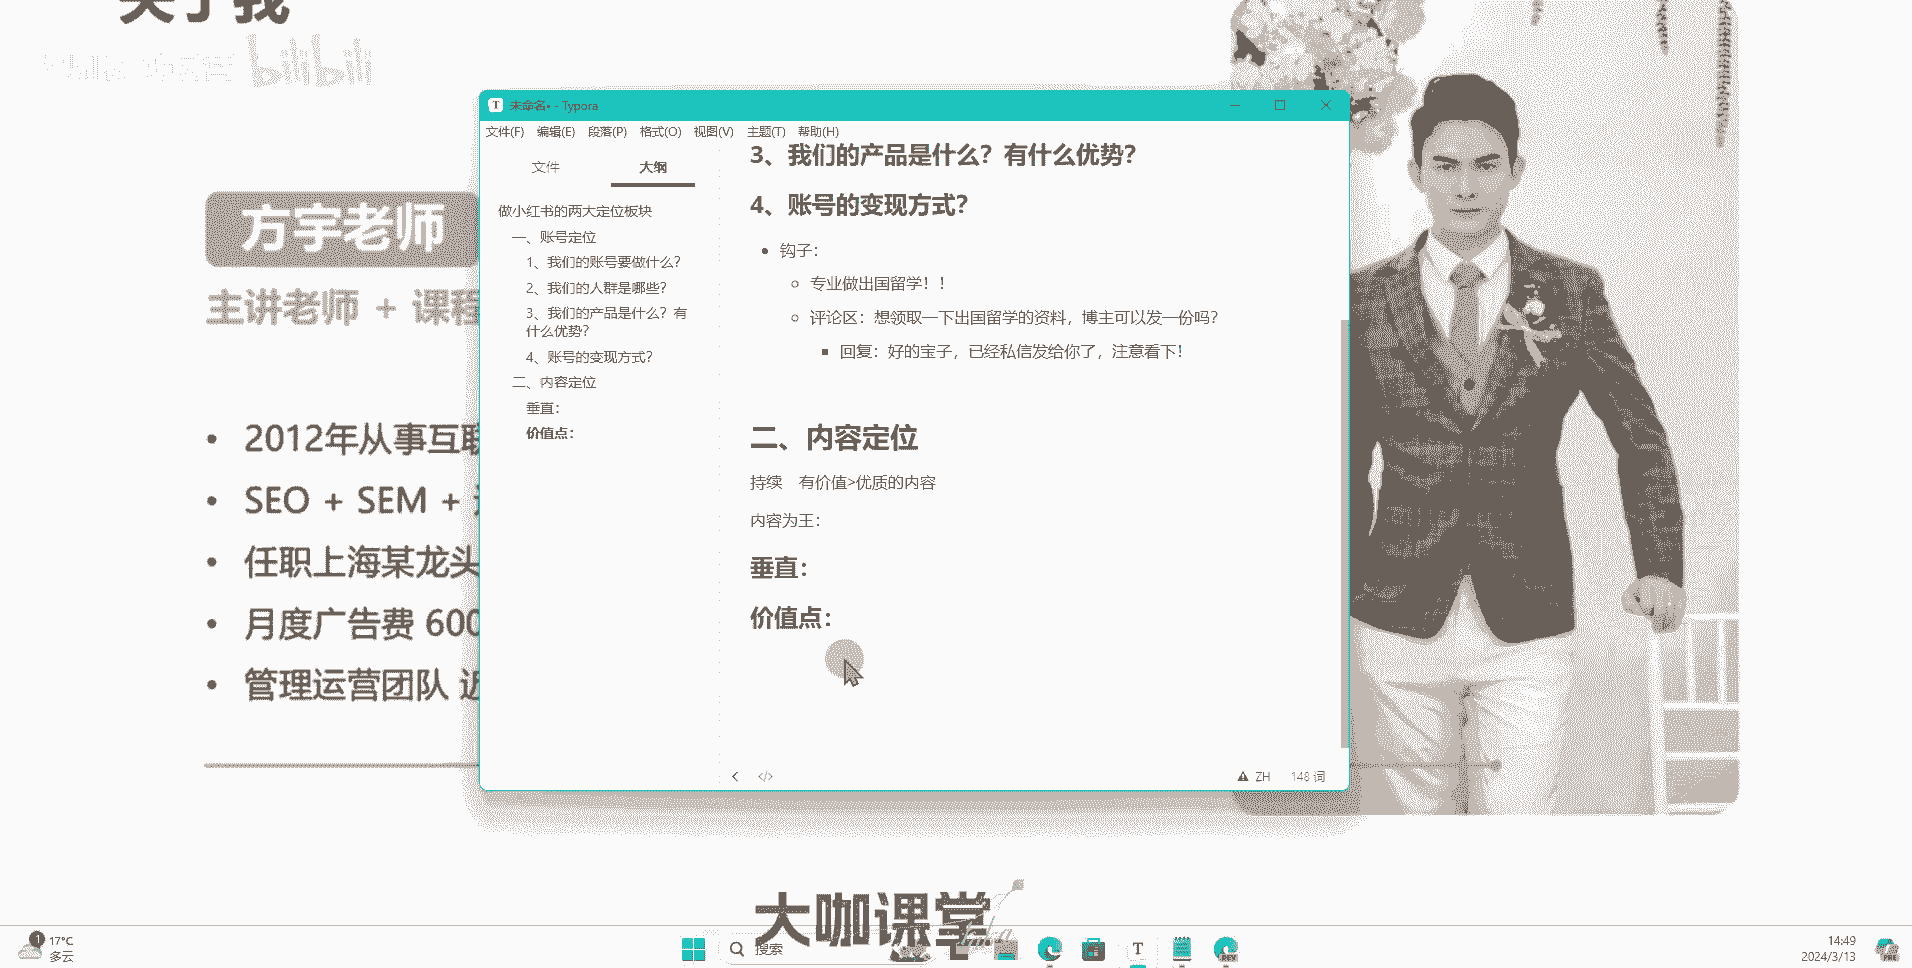 关于我
bilibili
方宇老师
主讲老师 + 课程
2012年从事互联
SEO + SEM +
任职上海某龙头
月度广告费 600
管理运营团队 近
未命名• - Typora
文件(F) 编辑(E) 段落(P) 格式(O) 视图(V) 主题(T) 帮助(H)
文件 大纲
做小红书的两大定位板块
一、账号定位
1、我们的账号要做什么？
2、我们的人群是哪些？
3、我们的产品是什么？有
什么优势？
4、账号的变现方式？
二、内容定位
垂直：
价值点：
3、我们的产品是什么？有什么优势？
4、账号的变现方式？
钩子：
专业做出国留学！！
评论区：想领取一下出国留学的资料，博主可以发一份吗？
回复：好的宝子，已经私信发给你了，注意看下！
二、内容定位
持续 有价值>优质的内容
内容为王：
垂直：
价值点：
</> ZH 148 词
大咖课堂
1 17°C
多云
搜索
T
DEV
14:49
2024/3/13
PRE